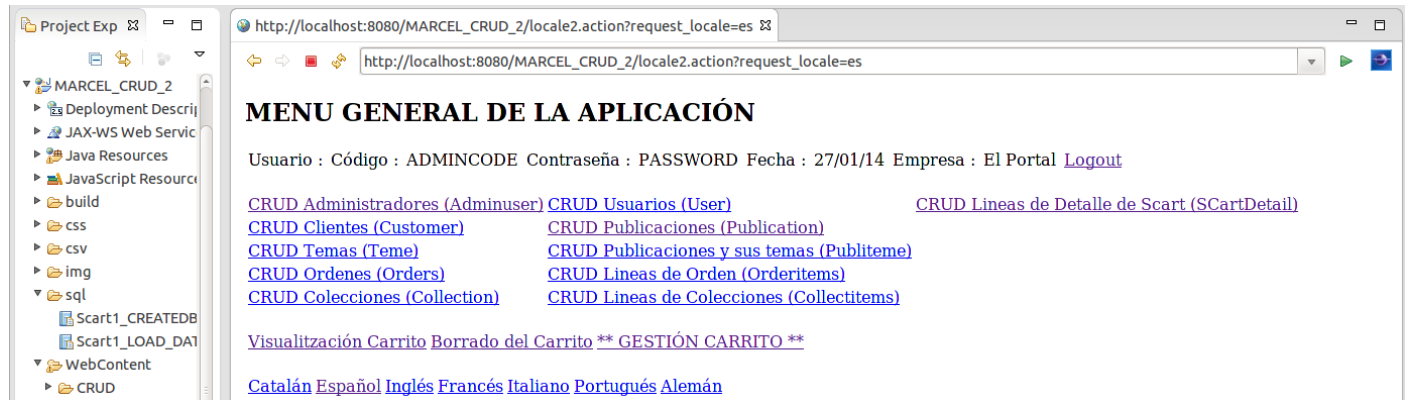 Project Exp
http://localhost:8080/MARCEL_CRUD_2/locale2.action?request_locale=es
http://localhost:8080/MARCEL_CRUD_2/locale2.action?request_locale=es
MARCEL_CRUD_2
Deployment Descrip
JAX-WS Web Servic
Java Resources
JavaScript Resource
build
css
csv
img
sql
Scart1_CREATEDB
Scart1_LOAD_DAT
WebContent
CRUD
MENU GENERAL DE LA APLICACIÓN
Usuario : Código : ADMINCODE Contraseña : PASSWORD Fecha : 27/01/14 Empresa : El Portal Logout
CRUD Administradores (Adminuser) CRUD Usuarios (User) CRUD Lineas de Detalle de Scart (SCartDetail)
CRUD Clientes (Customer) CRUD Publicaciones (Publication)
CRUD Temas (Teme) CRUD Publicaciones y sus temas (Publiteme)
CRUD Ordenes (Orders) CRUD Lineas de Orden (Orderitems)
CRUD Colecciones (Collection) CRUD Lineas de Colecciones (Collectitems)
Visualitzación Carrito Borrado del Carrito ** GESTIÓN CARRITO **
Catalán Español Inglés Francés Italiano Portugués Alemán